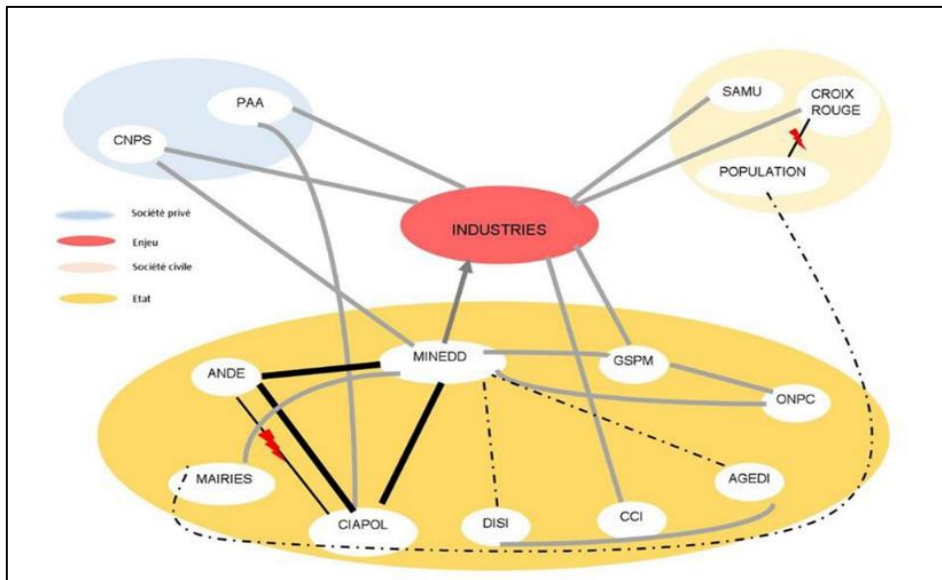 PAA
CNPS
SAMU
CROIX
ROUGE
POPULATION
INDUSTRIES
Société privé
Enjeu
Société civile
Etat
MINEDD
GSPM
ANDE
ONPC
MAIRIES
AGEDI
CIAPOL
DISI
CCI